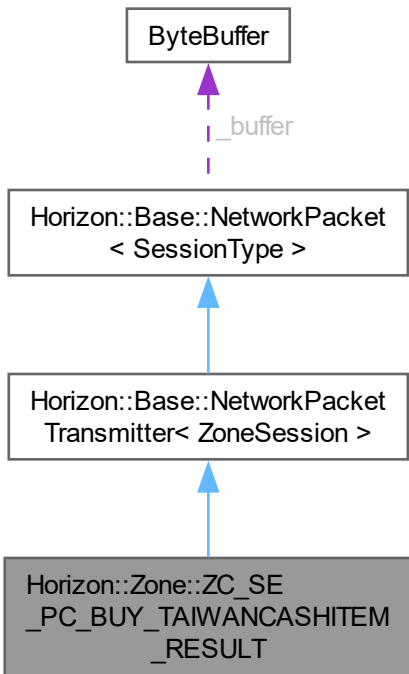 ByteBuffer
_buffer
Horizon::Base::NetworkPacket
< SessionType >
Horizon::Base::NetworkPacket
Transmitter< ZoneSession >
Horizon::Zone::ZC_SE
_PC_BUY_TAIWANCASHITEM
_RESULT